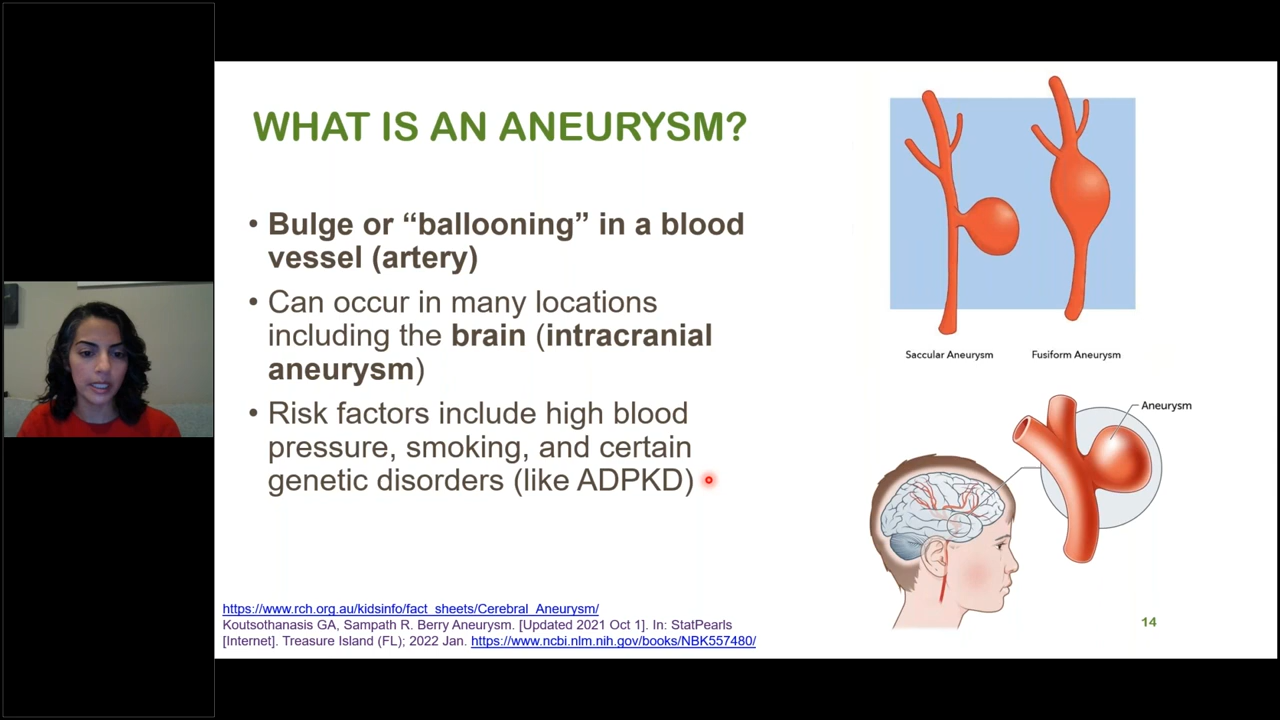 WHAT IS AN ANEURYSM?
• Bulge or “ballooning” in a blood
vessel (artery)
• Can occur in many locations
including the brain (intracranial
aneurysm)
• Risk factors include high blood
pressure, smoking, and certain
genetic disorders (like ADPKD)
Saccular Aneurysm
Fusiform Aneurysm
Aneurysm
https://www.rch.org.au/kidsinfo/fact_sheets/Cerebral_Aneurysm/
Koutsothanasis GA, Sampath R. Berry Aneurysm. [Updated 2021 Oct 1]. In: StatPearls
[Internet]. Treasure Island (FL); 2022 Jan. https://www.ncbi.nlm.nih.gov/books/NBK557480/
14